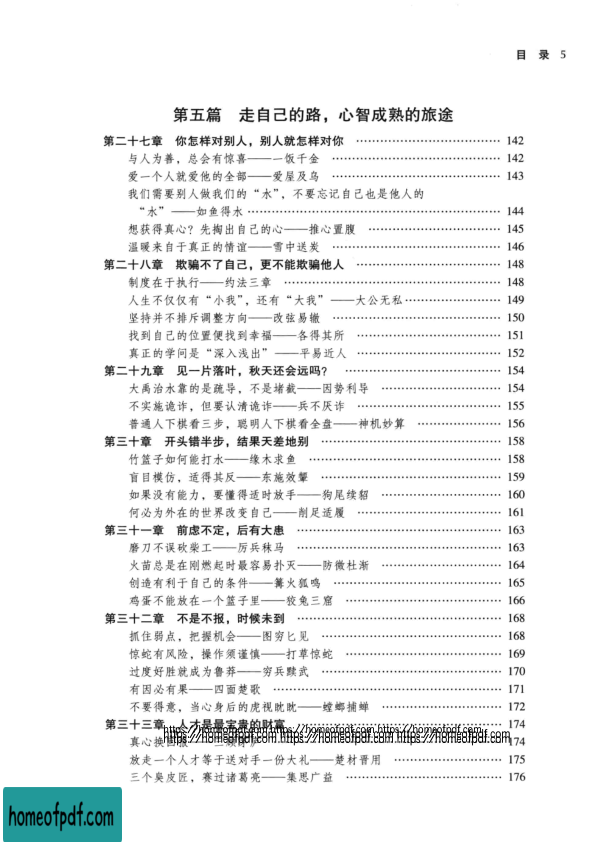 目 录 5
第五篇 走自己的路，心智成熟的旅途
第二十七章 你怎样对别人，别人就怎样对你 …………………………… 142
与人为善，总会有惊喜——一饭千金 …………………………… 142
爱一个人就爱他的全部——爱屋及乌 …………………………… 143
我们需要别人做我们的“水”，不要忘记自己也是他人的
“水”——如鱼得水 …………………………… 144
想获得真心？先掏出自己的心——推心置腹 …………………………… 145
温暖来自于真正的情谊——雪中送炭 …………………………… 146
第二十八章 欺骗不了自己，更不能欺骗他人 …………………………… 148
制度在于执行——约法三章 …………………………… 148
人生不仅仅有“小我”，还有“大我”——大公无私 …………………………… 149
坚持并不排斥调整方向——改弦易辙 …………………………… 150
找到自己的位置便找到幸福——各得其所 …………………………… 151
真正的学问是“深入浅出”——平易近人 …………………………… 152
第二十九章 见一片落叶，秋天还会远吗？ …………………………… 154
大禹治水靠的是疏导，不是堵截——因势利导 …………………………… 154
不实施诡诈，但要认清诡诈——兵不厌诈 …………………………… 155
普通人下棋看三步，聪明人下棋看全盘——神机妙算 …………………………… 156
第三十章 开头错半步，结果天差地别 …………………………… 158
竹篮子如何能打水——缘木求鱼 …………………………… 158
盲目模仿，适得其反——东施效颦 …………………………… 159
如果没有能力，要懂得适时放手——狗尾续貂 …………………………… 160
何必为外在的世界改变自己——削足适履 …………………………… 161
第三十一章 前虑不定，后有大患 …………………………… 163
磨刀不误砍柴工——厉兵秣马 …………………………… 163
火苗总是在刚燃起时最容易扑灭——防微杜渐 …………………………… 164
创造有利于自己的条件——篝火狐鸣 …………………………… 165
鸡蛋不能放在一个篮子里——狡兔三窟 …………………………… 166
第三十二章 不是不报，时候未到 …………………………… 168
抓住弱点，把握机会——图穷匕见 …………………………… 168
惊蛇有风险，操作须谨慎——打草惊蛇 …………………………… 169
过度好胜就成为鲁莽——穷兵黩武 …………………………… 170
有因必有果——四面楚歌 …………………………… 171
不要得意，当心身后的虎视眈眈——螳螂捕蝉 …………………………… 172
第三十三章 人才是最宝贵的财富 …………………………… 174
https://homeofpdf.com https://homeofpdf.com https://homeofpdf.com
https://homeofpdf.com https://homeofpdf.com https://homeofpdf.com
真心换 174
放走一个人才等于送对手一份大礼——楚材晋用 …………………………… 175
三个臭皮匠，赛过诸葛亮——集思广益 …………………………… 176
homeofpdf.com